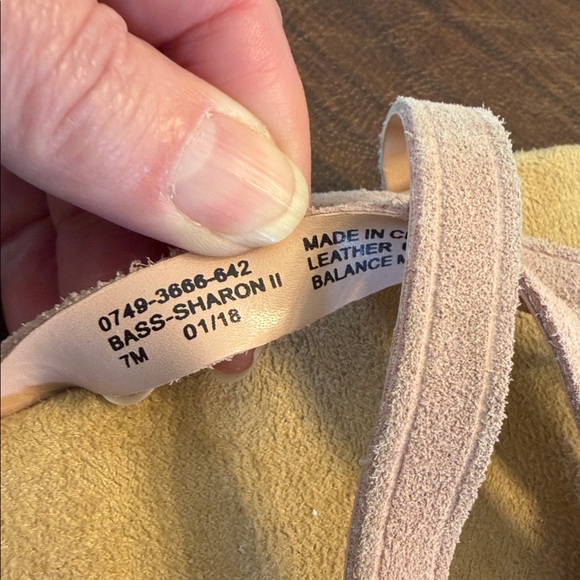 0749-3666-642
BASS-SHARON II
7M 01/18
MADE IN
LEATHER
BALANCE